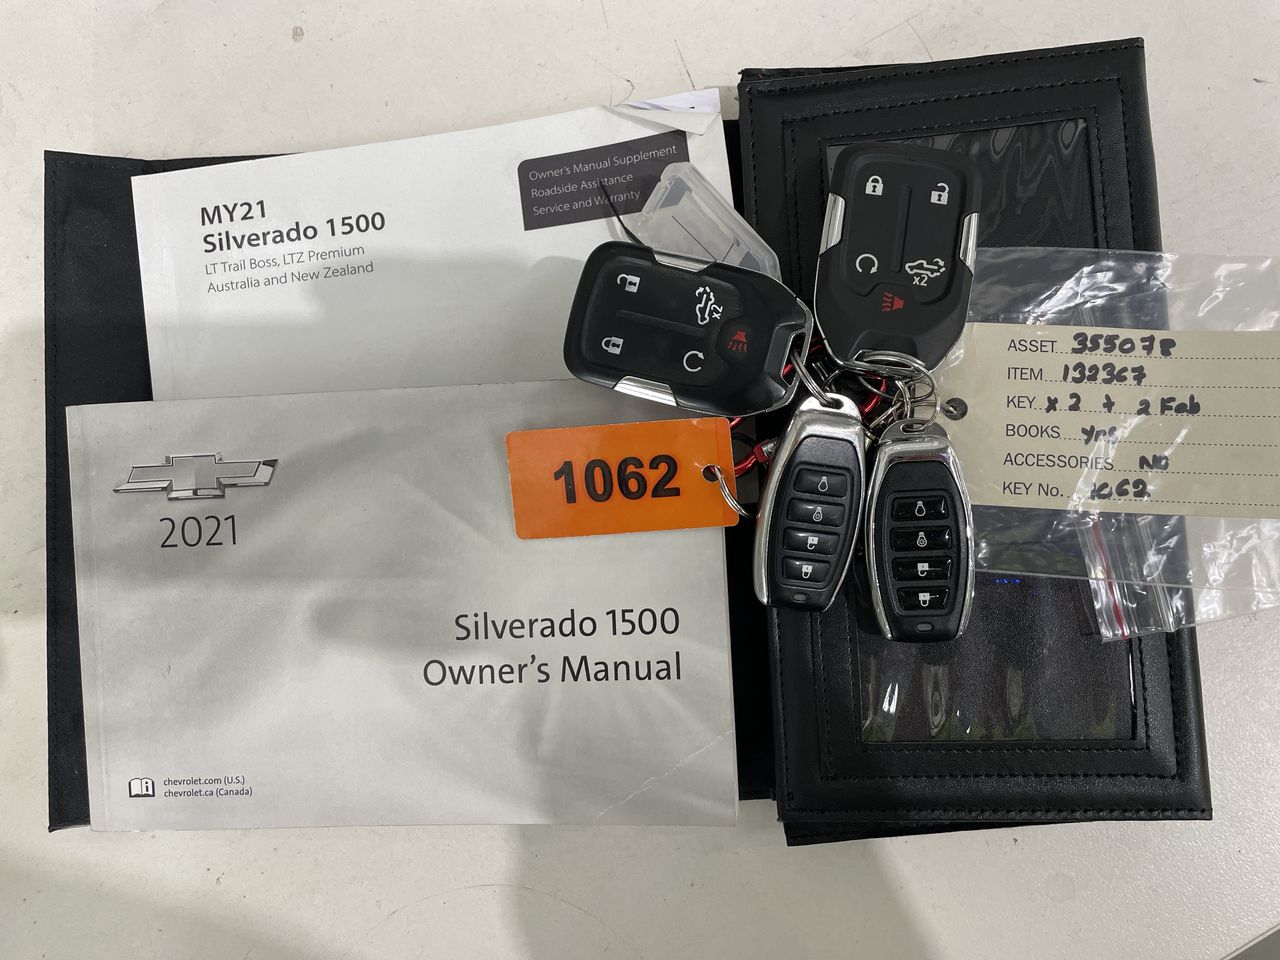 MY21
Silverado 1500
LT Trail Boss, LTZ Premium
Australia and New Zealand
Owner's Manual Supplement
Roadside Assistance
Service and Warranty
x2
x2
ASSET 355078
ITEM 132367
KEY x 2 + 2 Fob
BOOKS yes
ACCESSORIES NO
KEY No. 1062
1062
2021
Silverado 1500
Owner's Manual
chevrolet.com (U.S.)
chevrolet.ca (Canada)